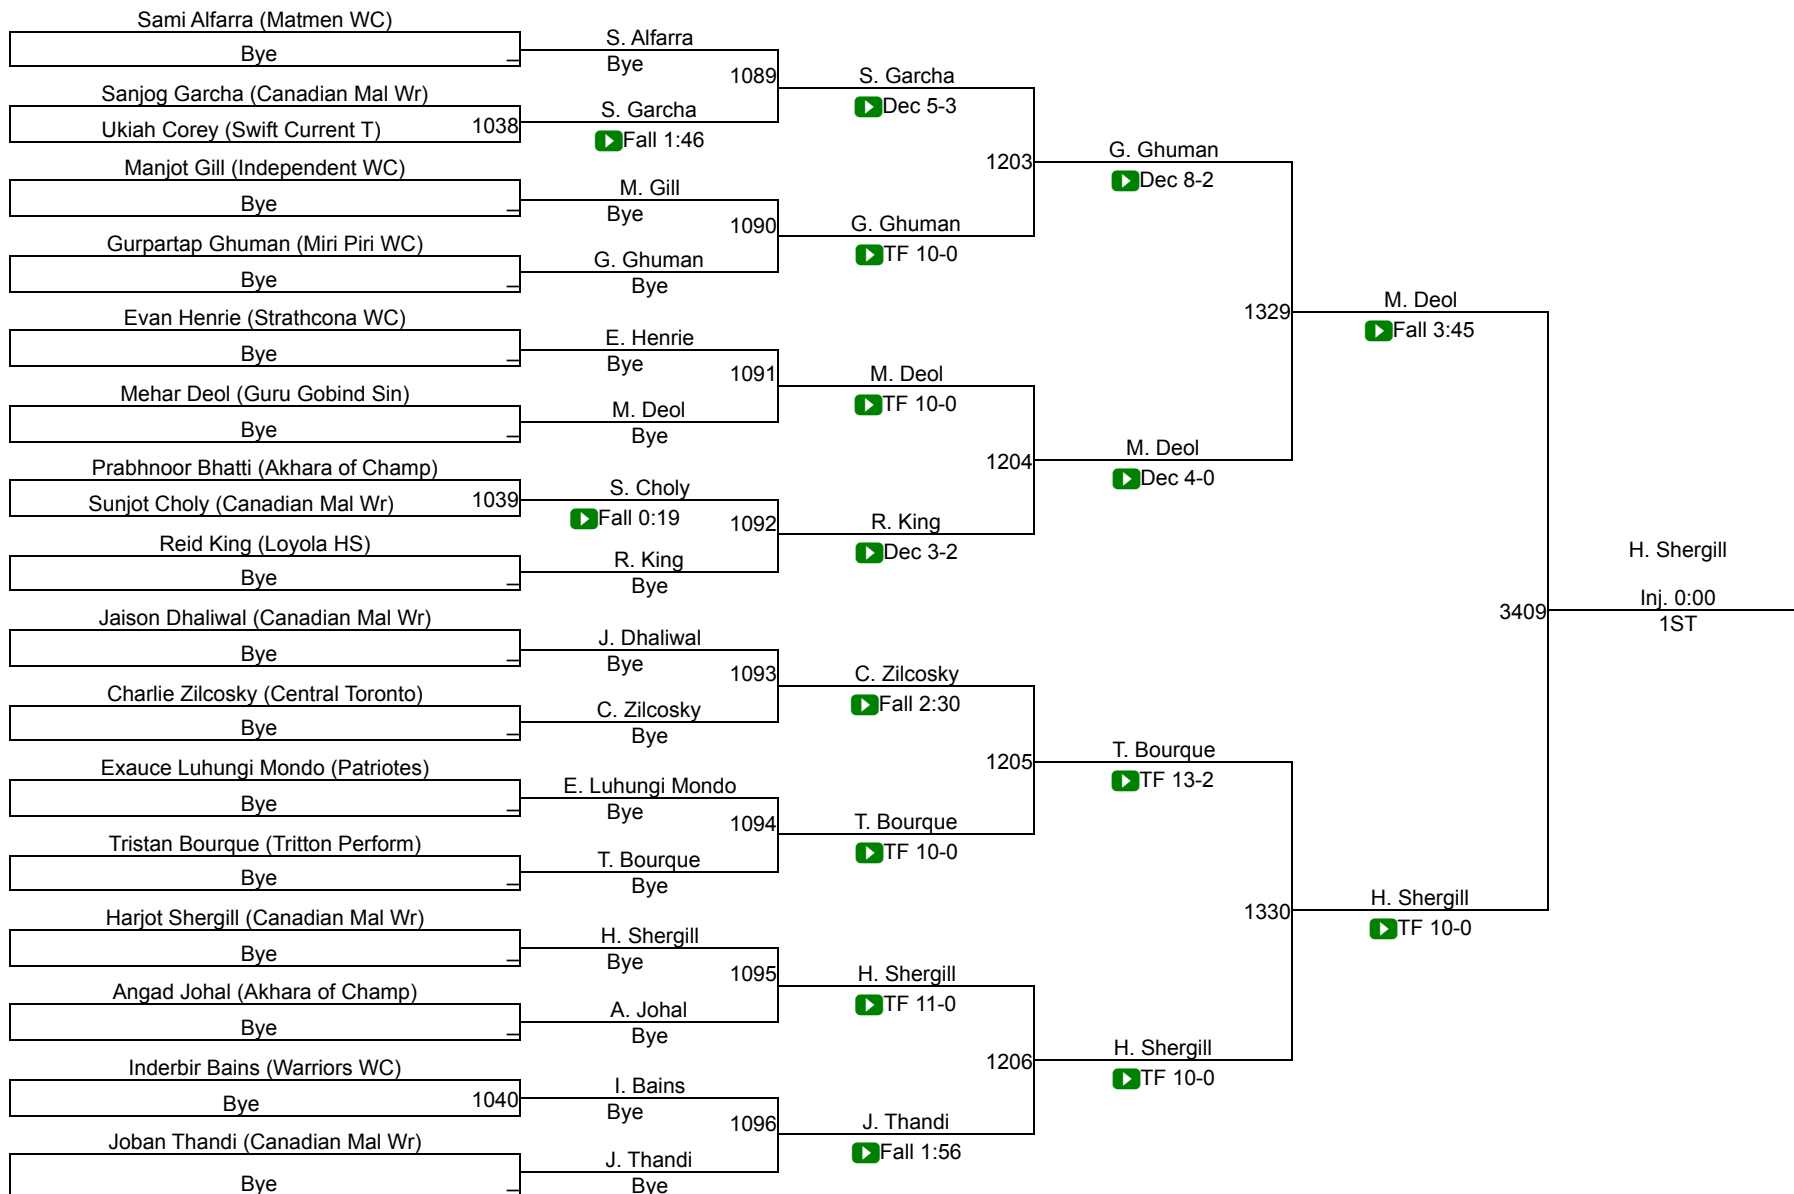 Sami Alfarra (Matmen WC)
Bye
_
S. Alfarra
Bye
1089
Sanjog Garcha (Canadian Mal Wr)
Ukiah Corey (Swift Current T)
1038
S. Garcha
Fall 1:46
S. Garcha
Dec 5-3
1203
Manjot Gill (Independent WC)
Bye
_
M. Gill
Bye
1090
Gurpartap Ghuman (Miri Piri WC)
Bye
_
G. Ghuman
Bye
G. Ghuman
TF 10-0
G. Ghuman
Dec 8-2
1329
Evan Henrie (Strathcona WC)
Bye
_
E. Henrie
Bye
1091
Mehar Deol (Guru Gobind Sin)
Bye
_
M. Deol
Bye
M. Deol
TF 10-0
1204
Prabhnoor Bhatti (Akhara of Champ)
Sunjot Choly (Canadian Mal Wr)
1039
S. Choly
Fall 0:19
1092
Reid King (Loyola HS)
Bye
_
R. King
Bye
R. King
Dec 3-2
M. Deol
Dec 4-0
M. Deol
Fall 3:45
3409
Jaison Dhaliwal (Canadian Mal Wr)
Bye
_
J. Dhaliwal
Bye
1093
Charlie Zilcosky (Central Toronto)
Bye
_
C. Zilcosky
Bye
C. Zilcosky
Fall 2:30
1205
Exauce Luhungi Mondo (Patriotes)
Bye
_
E. Luhungi Mondo
Bye
1094
Tristan Bourque (Tritton Perform)
Bye
_
T. Bourque
Bye
T. Bourque
TF 10-0
T. Bourque
TF 13-2
1330
Harjot Shergill (Canadian Mal Wr)
Bye
_
H. Shergill
Bye
1095
Angad Johal (Akhara of Champ)
Bye
_
A. Johal
Bye
H. Shergill
TF 11-0
1206
Inderbir Bains (Warriors WC)
Bye
1040
I. Bains
Bye
1096
Joban Thandi (Canadian Mal Wr)
Bye
_
J. Thandi
Bye
J. Thandi
Fall 1:56
H. Shergill
TF 10-0
H. Shergill
TF 10-0
H. Shergill
Inj. 0:00
1ST